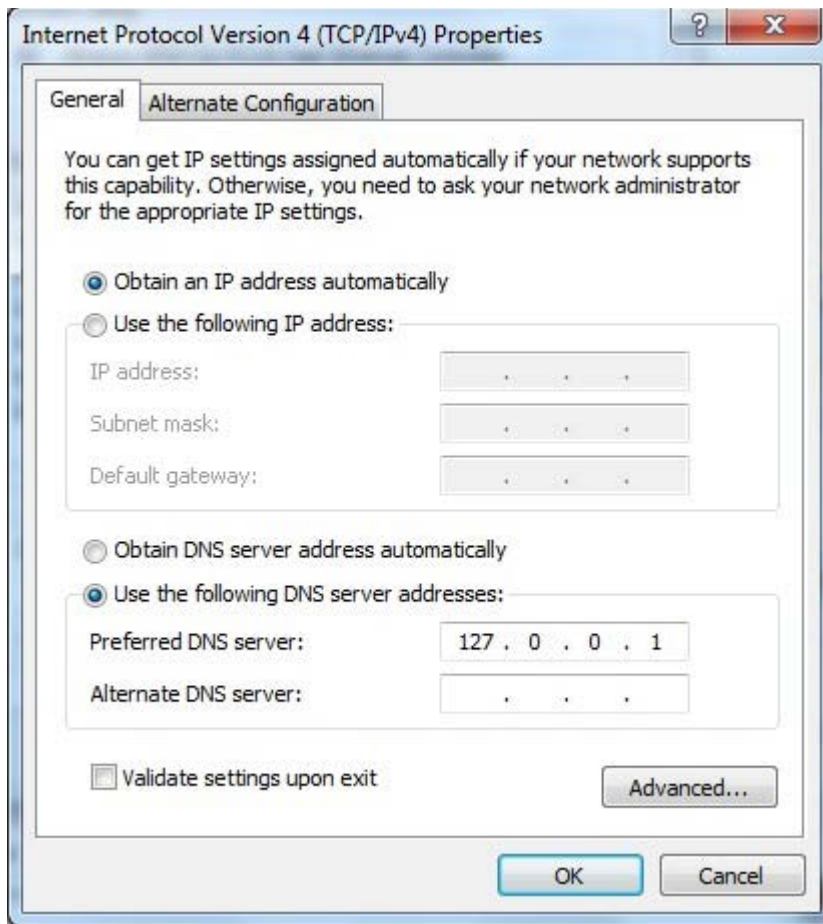 Internet Protocol Version 4 (TCP/IPv4) Properties
?
X
General
Alternate Configuration
You can get IP settings assigned automatically if your network supports
this capability. Otherwise, you need to ask your network administrator
for the appropriate IP settings.
Obtain an IP address automatically
Use the following IP address:
IP address: . . .
Subnet mask: . . .
Default gateway: . . .
Obtain DNS server address automatically
Use the following DNS server addresses:
Preferred DNS server: 127 . 0 . 0 . 1
Alternate DNS server: . . .
Validate settings upon exit
Advanced...
OK
Cancel